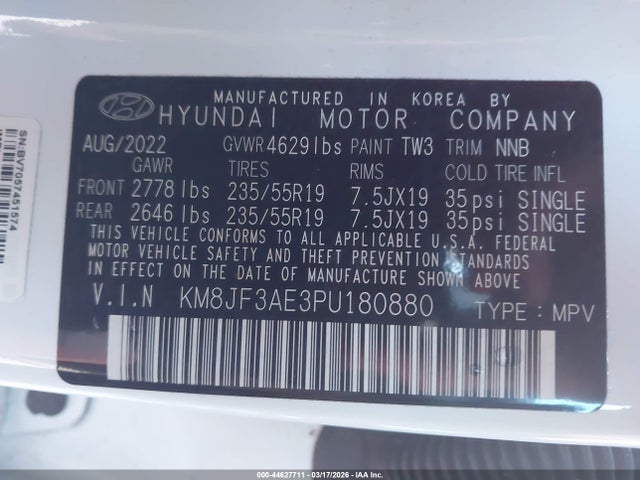 MANUFACTURED IN KOREA BY
HYUNDAI MOTOR COMPANY
AUG/2022 GVWR 4629lbs PAINT TW3 TRIM NNB
GAWR TIRES RIMS COLD TIRE INFL
FRONT 2778lbs 235/55R19 7.5JX19 35psi SINGLE
REAR 2646lbs 235/55R19 7.5JX19 35psi SINGLE
THIS VEHICLE CONFORMS TO ALL APPLICABLE U.S.A. FEDERAL
MOTOR VEHICLE SAFETY AND THEFT PREVENTION STANDARDS
IN EFFECT ON THE DATE OF MANUFACTURE SHOWN ABOVE
V.I.N KM8JF3AE3PU180880 TYPE : MPV
SN:BV7057451574
000-44627711 | 03/17/2026 | IAA Inc.